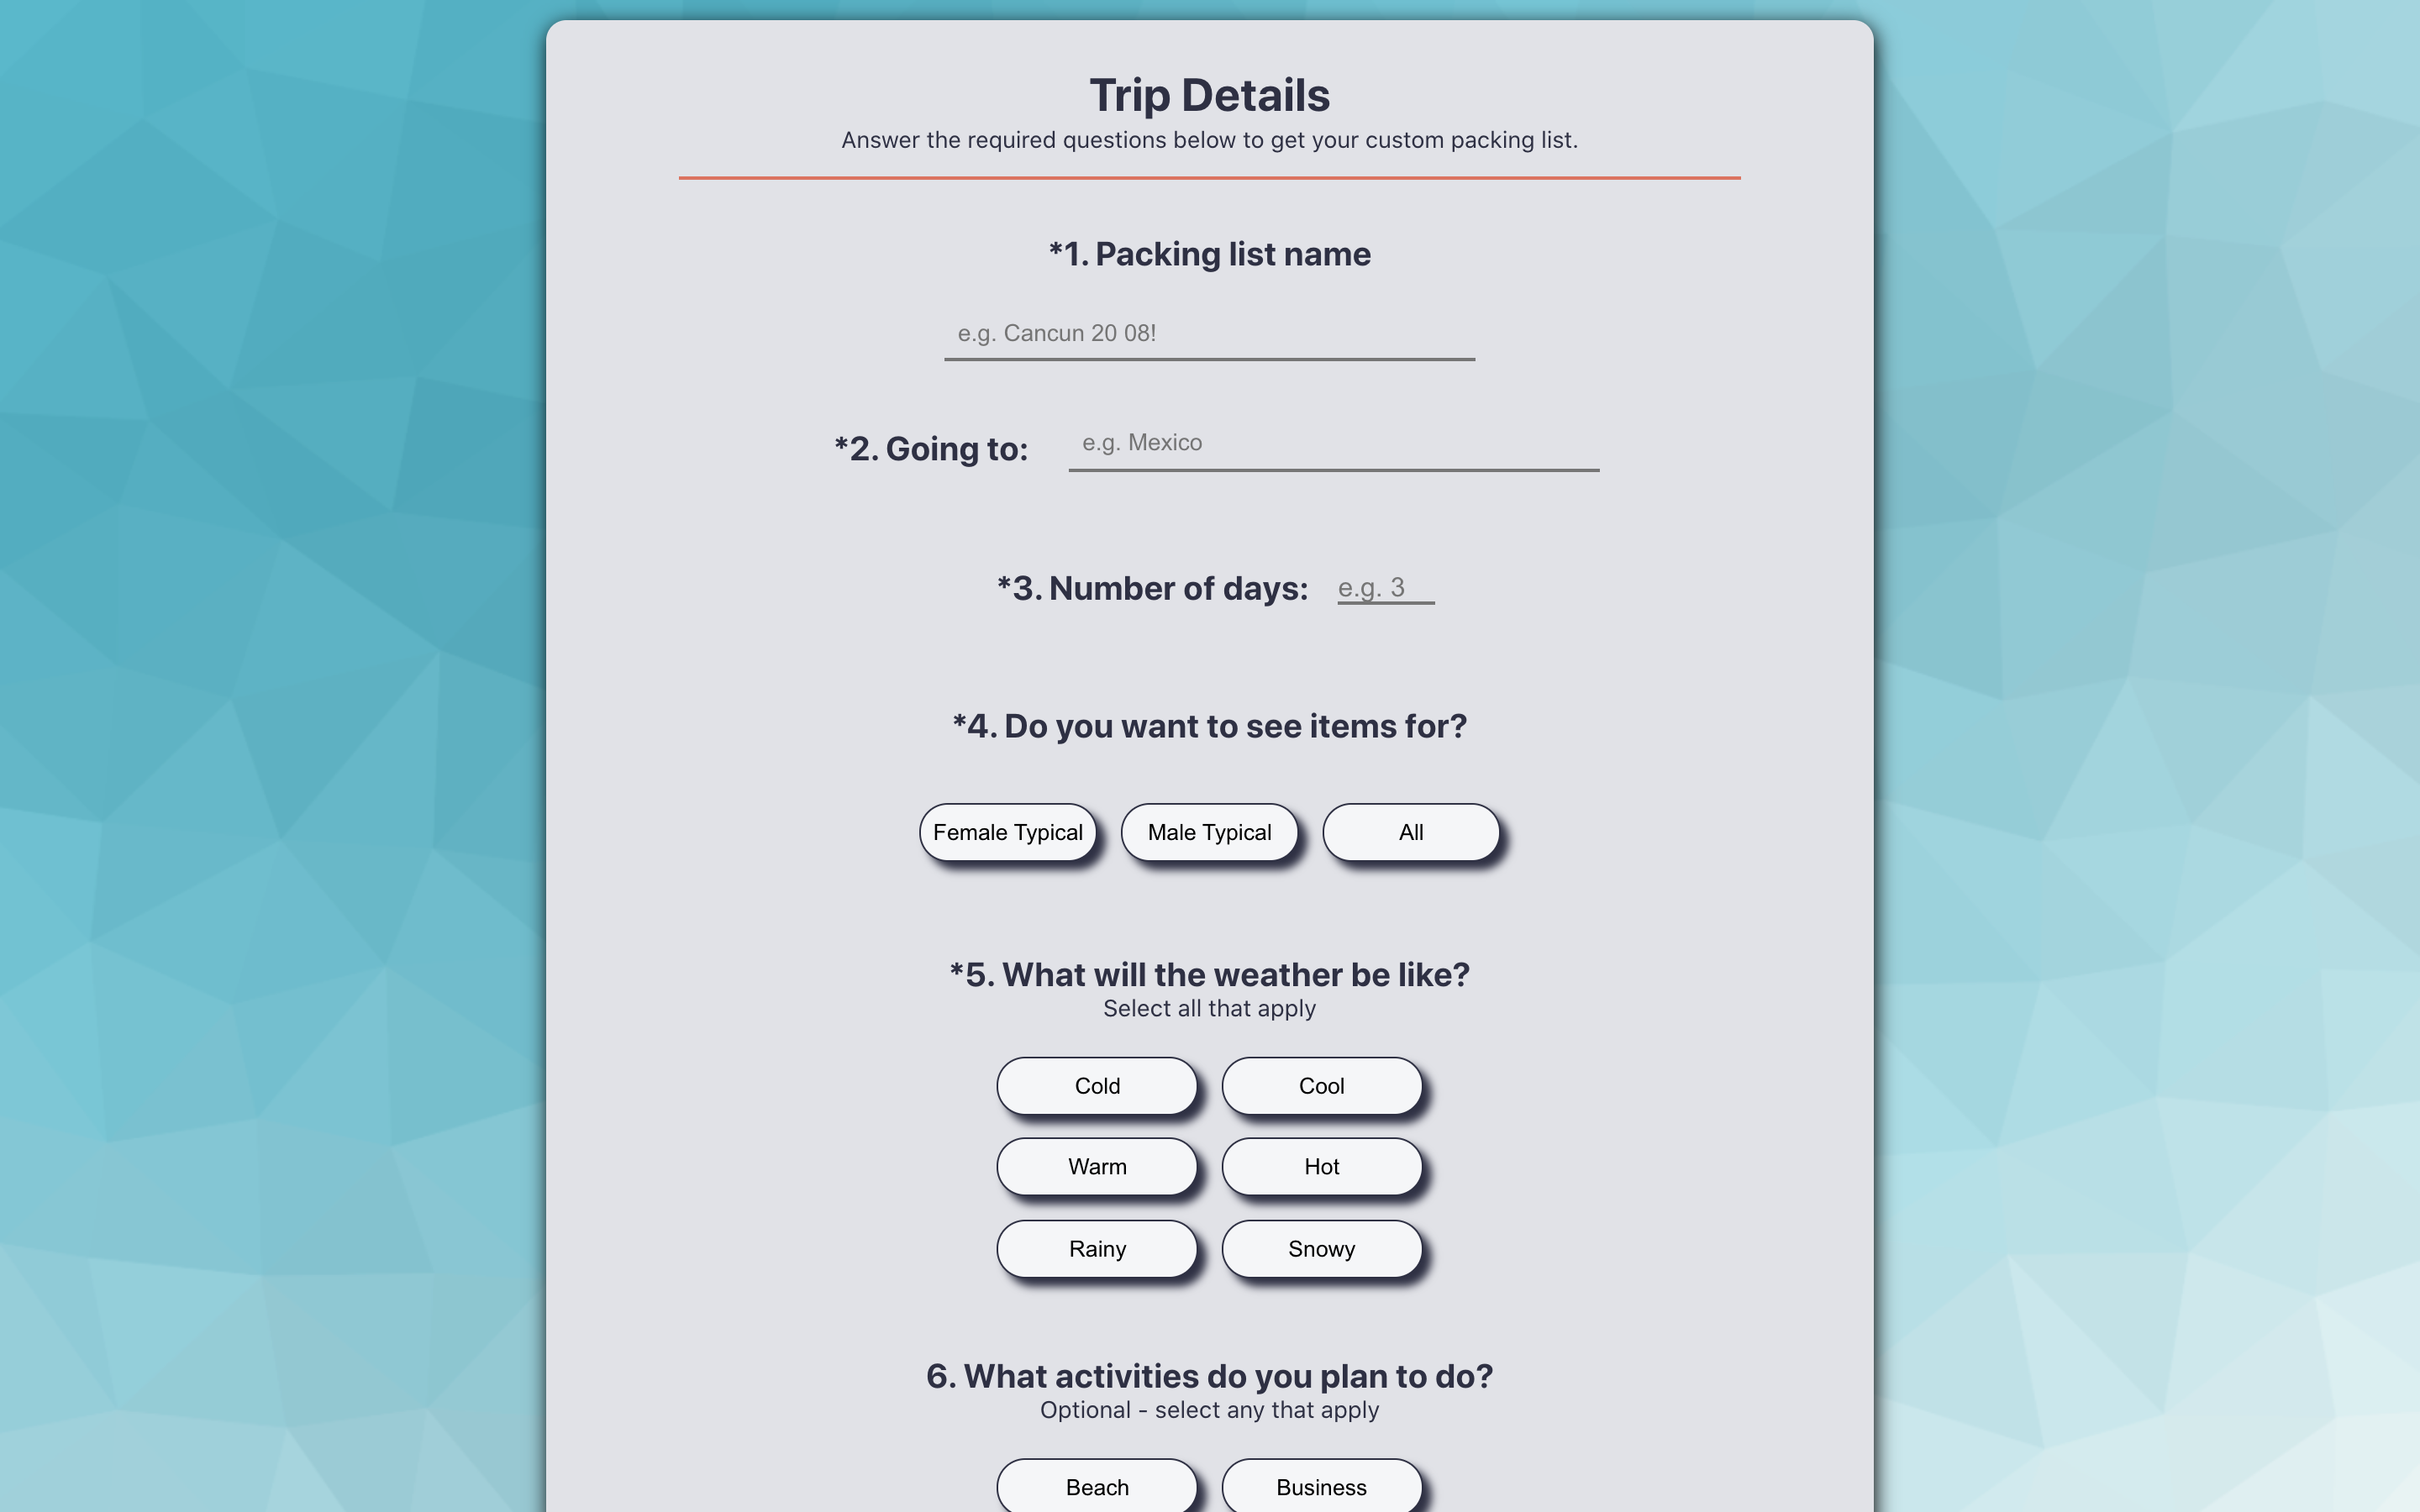 Trip Details
Answer the required questions below to get your custom packing list.
*1. Packing list name
e.g. Cancun 20 08!
*2. Going to: e.g. Mexico
*3. Number of days: e.g. 3
*4. Do you want to see items for?
Female Typical Male Typical All
*5. What will the weather be like?
Select all that apply
Cold Cool
Warm Hot
Rainy Snowy
6. What activities do you plan to do?
Optional - select any that apply
Beach Business